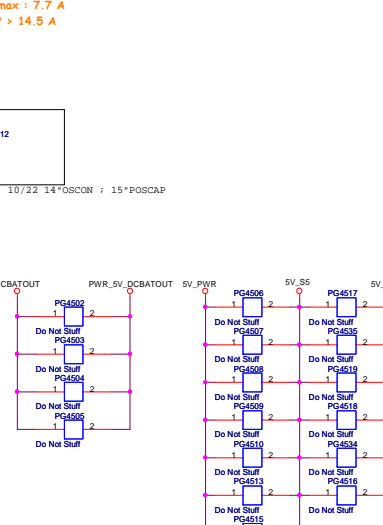 max : 7.7 A
> 14.5 A
12
10/22 14"OSCON ; 15"POSCAP
CBATOUT PWR_5V_DCBATOUT 5V_PWR 5V_S5 5V_
PG4502
1 2
Do Not Stuff
PG4503
1 2
Do Not Stuff
PG4504
1 2
Do Not Stuff
PG4505
1 2
Do Not Stuff
PG4506
1 2
Do Not Stuff
PG4507
1 2
Do Not Stuff
PG4508
1 2
Do Not Stuff
PG4509
1 2
Do Not Stuff
PG4510
1 2
Do Not Stuff
PG4513
1 2
Do Not Stuff
PG4515
PG4517
1 2
Do Not Stuff
PG4535
1 2
Do Not Stuff
PG4519
1 2
Do Not Stuff
PG4518
1 2
Do Not Stuff
PG4534
1 2
Do Not Stuff
PG4516
1 2
Do Not Stuff